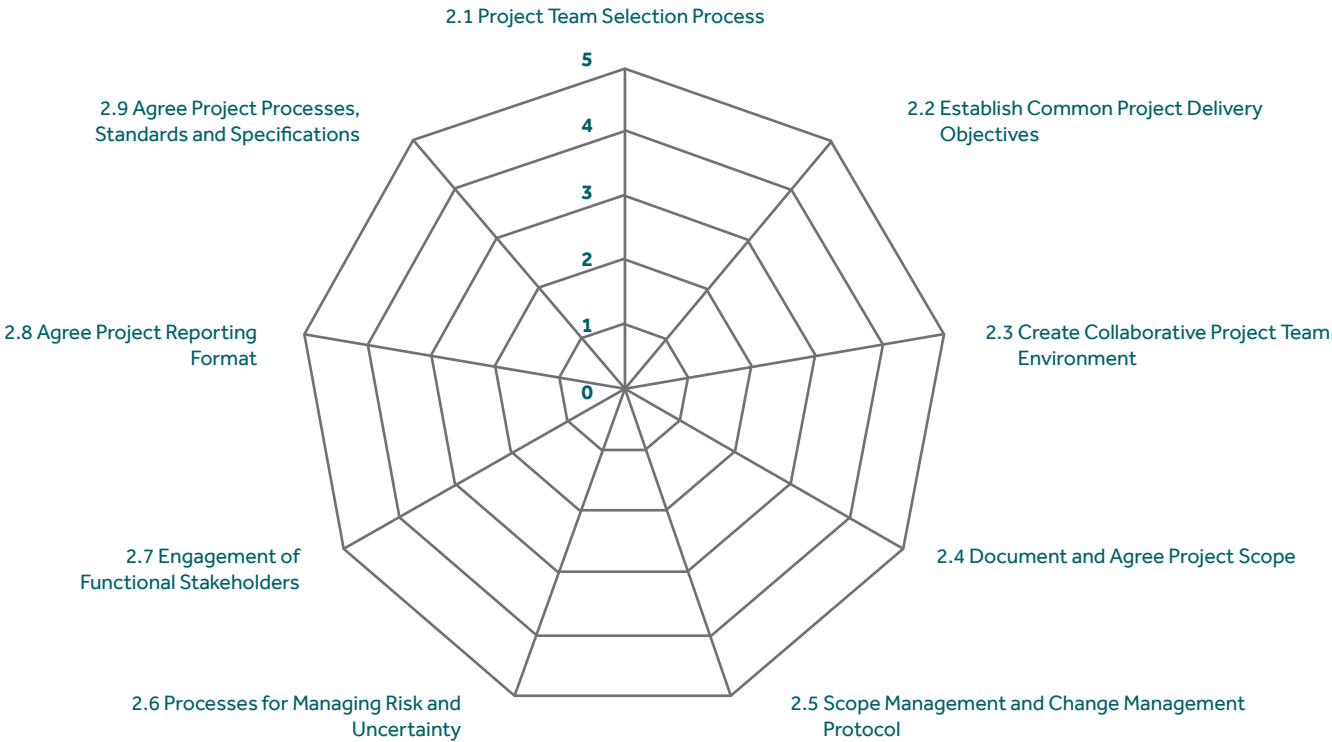 2.1 Project Team Selection Process
5
4
3
2
1
0
2.2 Establish Common Project Delivery
Objectives
2.3 Create Collaborative Project Team
Environment
2.4 Document and Agree Project Scope
2.5 Scope Management and Change Management
Protocol
2.6 Processes for Managing Risk and
Uncertainty
2.7 Engagement of
Functional Stakeholders
2.8 Agree Project Reporting
Format
2.9 Agree Project Processes,
Standards and Specifications